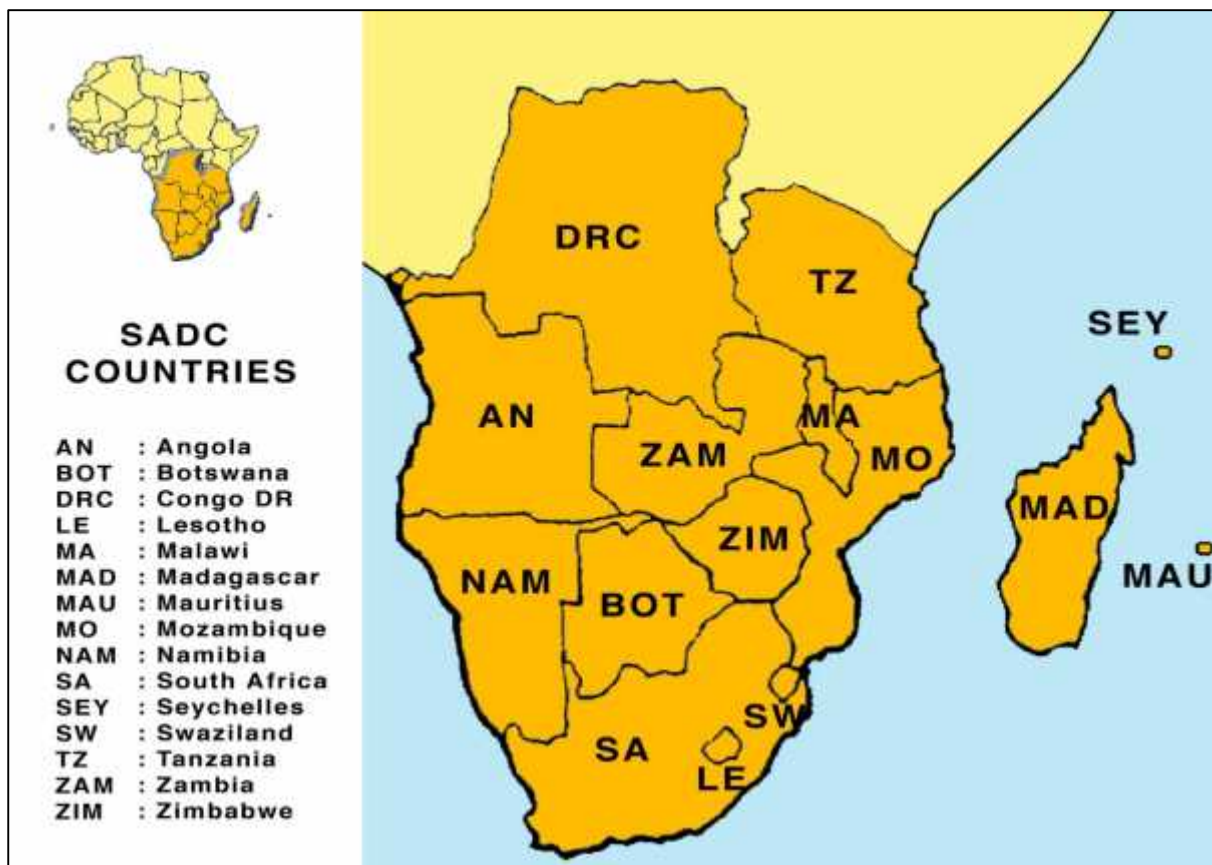 SADC
COUNTRIES
AN : Angola
BOT : Botswana
DRC : Congo DR
LE : Lesotho
MA : Malawi
MAD : Madagascar
MAU : Mauritius
MO : Mozambique
NAM : Namibia
SA : South Africa
SEY : Seychelles
SW : Swaziland
TZ : Tanzania
ZAM : Zambia
ZIM : Zimbabwe
DRC
TZ
SEY
AN
MA
ZAM
MO
MAD
ZIM
MAU
NAM
BOT
SW
SA
LE